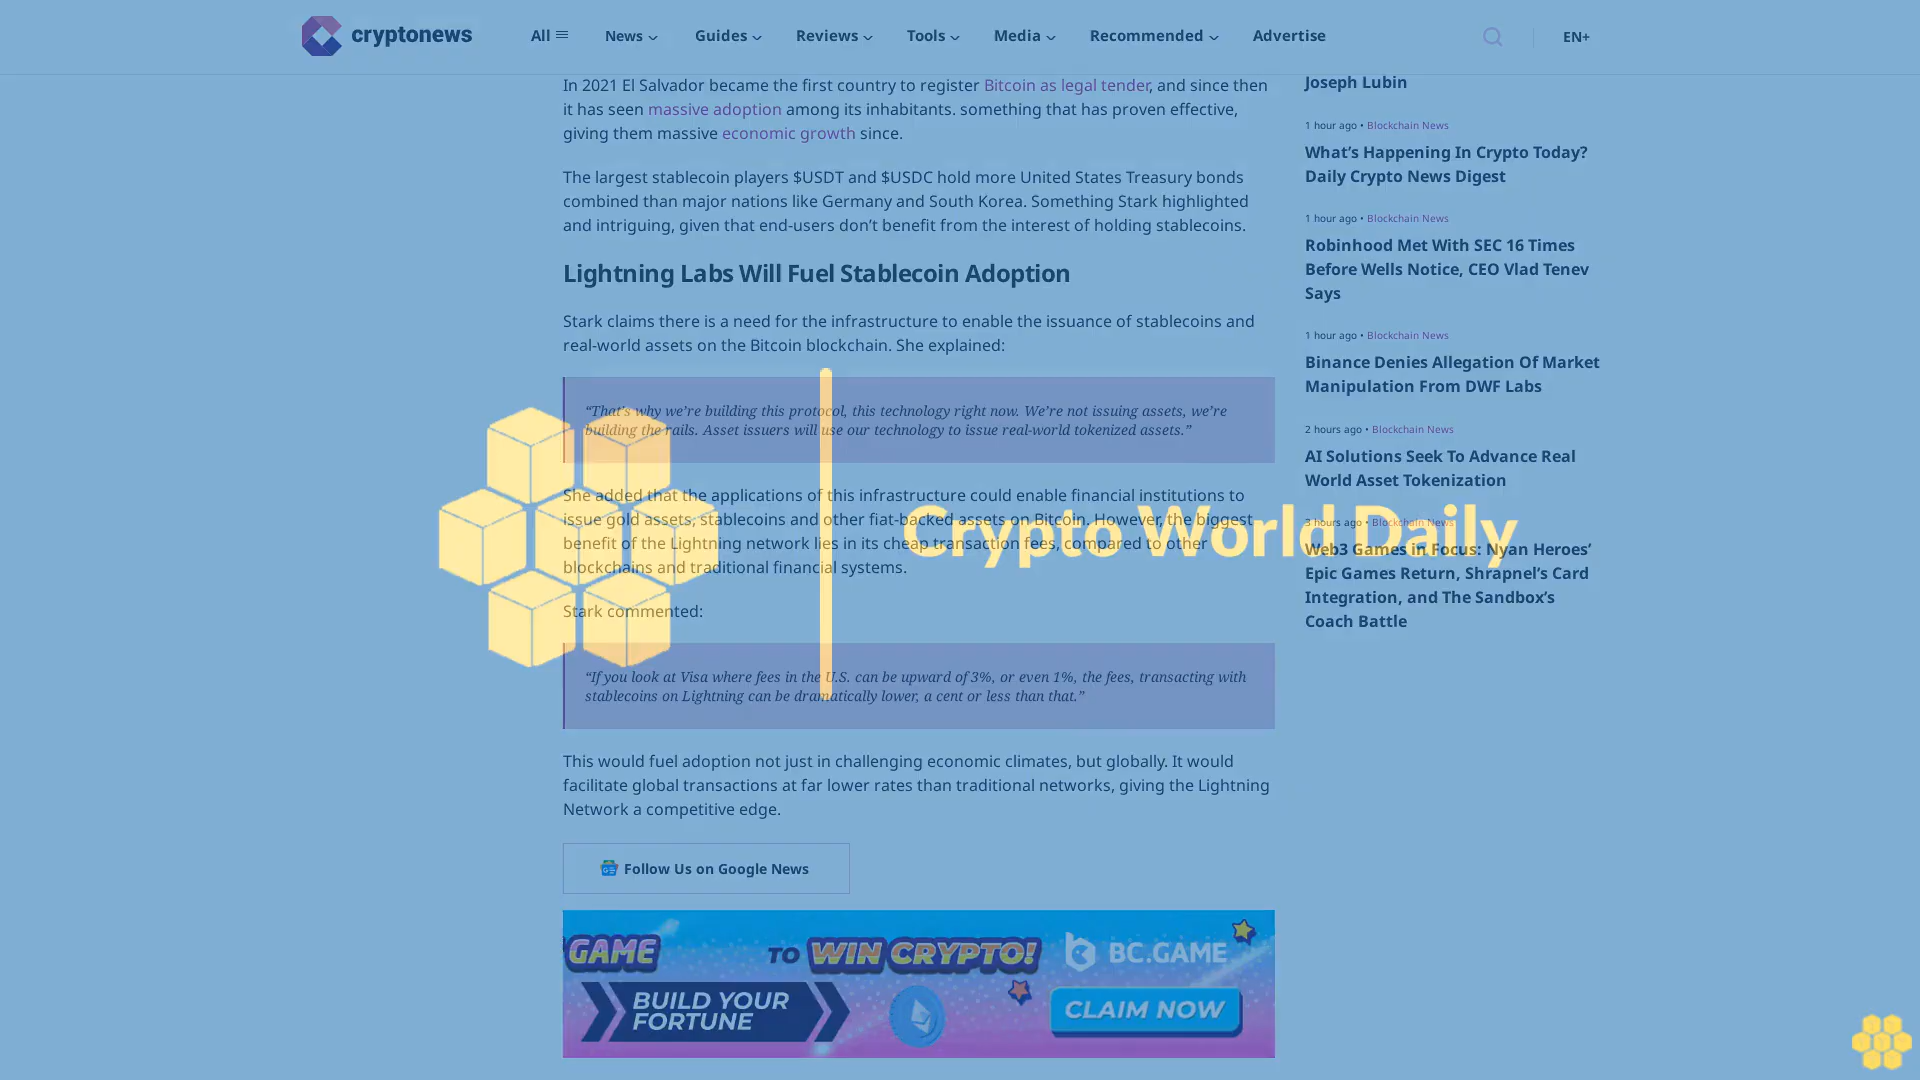 cryptonews
All
News
Guides
Reviews
Tools
Media
Recommended
Advertise
EN+
In 2021 El Salvador became the first country to register Bitcoin as legal tender, and since then
it has seen massive adoption among its inhabitants. something that has proven effective,
giving them massive economic growth since.
The largest stablecoin players $USDT and $USDC hold more United States Treasury bonds
combined than major nations like Germany and South Korea. Something Stark highlighted
and intriguing, given that end-users don’t benefit from the interest of holding stablecoins.
Lightning Labs Will Fuel Stablecoin Adoption
Stark claims there is a need for the infrastructure to enable the issuance of stablecoins and
real-world assets on the Bitcoin blockchain. She explained:
“That’s why we’re building this protocol, this technology right now. We’re not issuing assets, we’re
building the rails. Asset issuers will use our technology to issue real-world tokenized assets.”
She added that the applications of this infrastructure could enable financial institutions to
issue gold assets, stablecoins and other fiat-backed assets on Bitcoin. However, the biggest
benefit of the Lightning network lies in its cheap transaction fees, compared to other
blockchains and traditional financial systems.
Stark commented:
“If you look at Visa where fees in the U.S. can be upward of 3%, or even 1%, the fees, transacting with
stablecoins on Lightning can be dramatically lower, a cent or less than that.”
This would fuel adoption not just in challenging economic climates, but globally. It would
facilitate global transactions at far lower rates than traditional networks, giving the Lightning
Network a competitive edge.
Follow Us on Google News
GAME
TO WIN CRYPTO!
BC.GAME
BUILD YOUR
FORTUNE
CLAIM NOW
Joseph Lubin
1 hour ago • Blockchain News
What’s Happening In Crypto Today?
Daily Crypto News Digest
1 hour ago • Blockchain News
Robinhood Met With SEC 16 Times
Before Wells Notice, CEO Vlad Tenev
Says
1 hour ago • Blockchain News
Binance Denies Allegation Of Market
Manipulation From DWF Labs
2 hours ago • Blockchain News
AI Solutions Seek To Advance Real
World Asset Tokenization
3 hours ago • Blockchain News
Web3 Games in Focus: Nyan Heroes’
Epic Games Return, Shrapnel’s Card
Integration, and The Sandbox’s
Coach Battle
Crypto World Daily